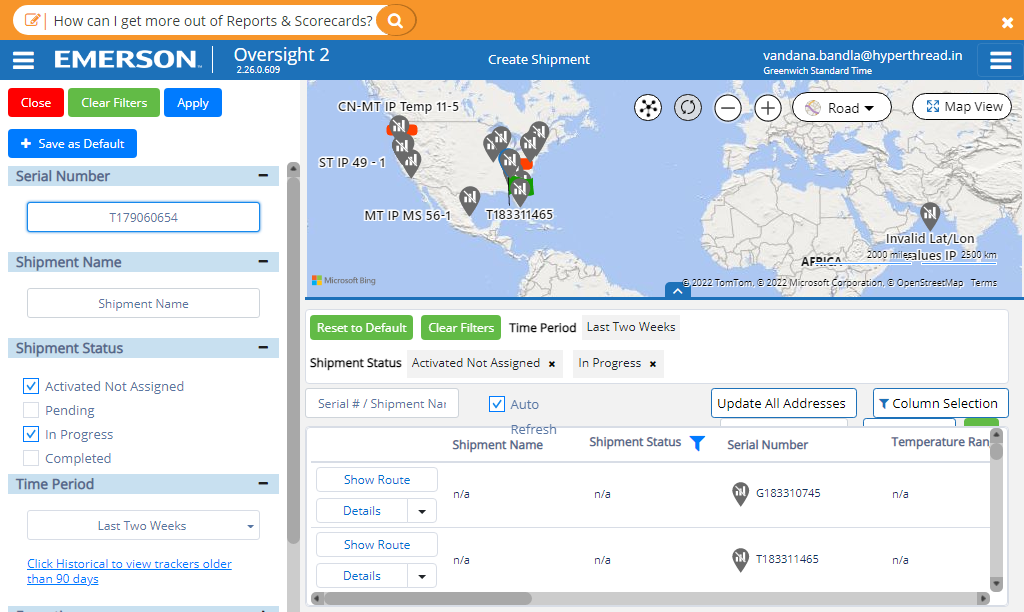 How can I get more out of Reports & Scorecards?
EMERSON
Oversight 2
2.26.0.609
Create Shipment
vandana.bandla@hyperthread.in
Greenwich Standard Time
Close
Clear Filters
Apply
+ Save as Default
Serial Number
T179060654
Shipment Name
Shipment Name
Shipment Status
Activated Not Assigned
Pending
In Progress
Completed
Time Period
Last Two Weeks
Click Historical to view trackers older
than 90 days
CN-MT IP Temp 11-5
ST IP 49 - 1
MT IP MS 56-1
T183311465
Road
Map View
Invalid Lat/Lon
values IP
AFRICA
2000 miles
2500 km
Microsoft Bing
© 2022 TomTom, © 2022 Microsoft Corporation, © OpenStreetMap Terms
Reset to Default
Clear Filters
Time Period
Last Two Weeks
Shipment Status
Activated Not Assigned ×
In Progress ×
Serial # / Shipment Nar
Auto
Refresh
Update All Addresses
Column Selection
Shipment Name
Shipment Status
Serial Number
Temperature Ran
Show Route
Details
n/a
n/a
G183310745
n/a
Show Route
Details
n/a
n/a
T183311465
n/a